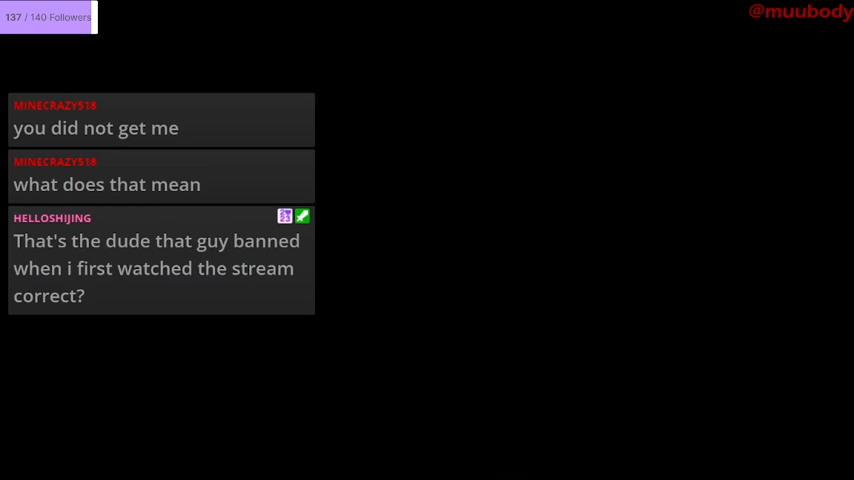 137 / 140 Followers
@muubody
MINECRAZY518
you did not get me
MINECRAZY518
what does that mean
HELLOSHIJING
That's the dude that guy banned
when i first watched the stream
correct?